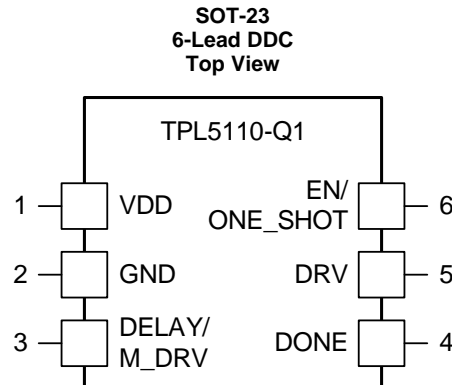 SOT-23
6-Lead DDC
Top View
TPL5110-Q1
1
VDD
EN/
ONE_SHOT
6
2
GND
DRV
5
3
DELAY/
M_DRV
DONE
4